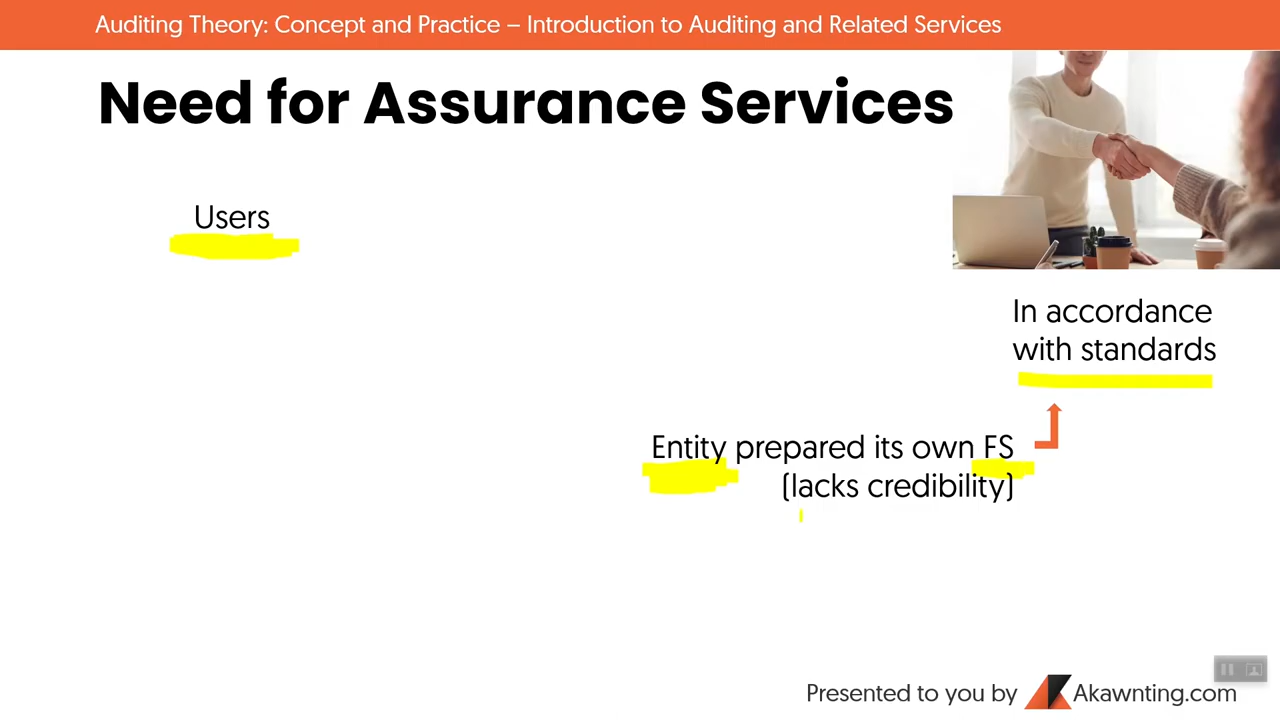 Auditing Theory: Concept and Practice – Introduction to Auditing and Related Services
Need for Assurance Services
Users
In accordance
with standards
Entity prepared its own FS
(lacks credibility)
Presented to you by Akawnting.com